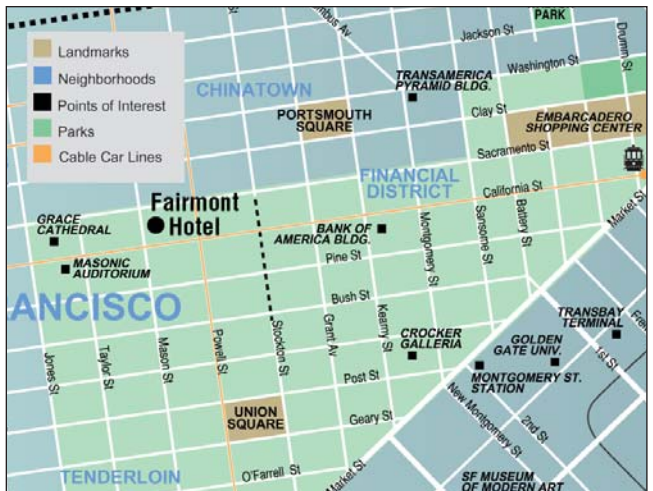 Landmarks
Neighborhoods
Points of Interest
Parks
Cable Car Lines
PARK
Jackson St
Drumm St
Washington St
CHINATOWN
TRANSAMERICA
PYRAMID BLDG.
Clay St
PORTSMOUTH
SQUARE
EMBARCADERO
SHOPPING CENTER
Sacramento St
FINANCIAL
DISTRICT
California St
Market St
Fairmont
Hotel
GRACE
CATHEDRAL
MASONIC
AUDITORIUM
BANK OF
AMERICA BLDG.
Pine St
Montgomery St
Sansome St
Battery St
ANCISCO
Bush St
TRANSBAY
TERMINAL
Jones St
Taylor St
Mason St
Powell St
Stockton St
Grant Av
Kearny St
CROCKER
GALLERIA
GOLDEN
GATE UNIV.
1st St
MONTGOMERY ST.
STATION
Post St
New Montgomery St
2nd St
UNION
SQUARE
Geary St
TENDERLOIN
O'Farrell St
Market St
SF MUSEUM
OF MODERN ART